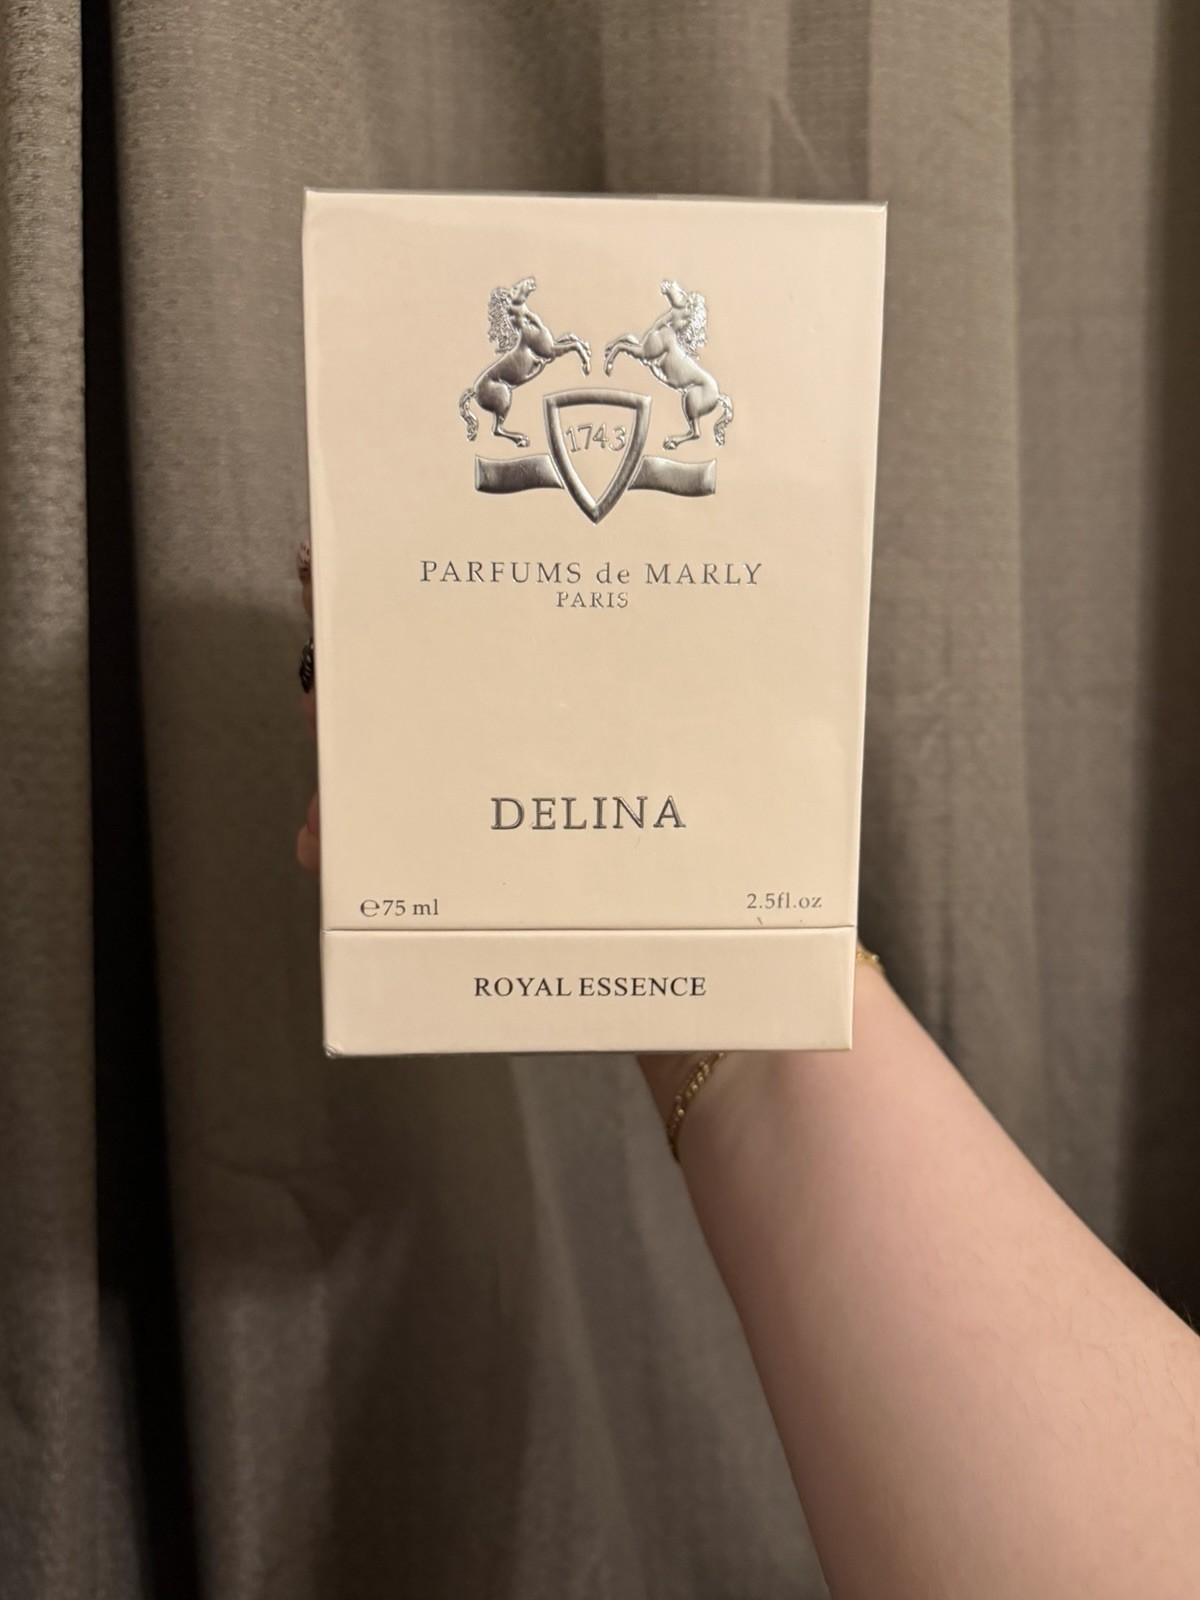 1743
PARFUMS de MARLY
PARIS
DELINA
℮75 ml 2.5fl.oz
ROYAL ESSENCE